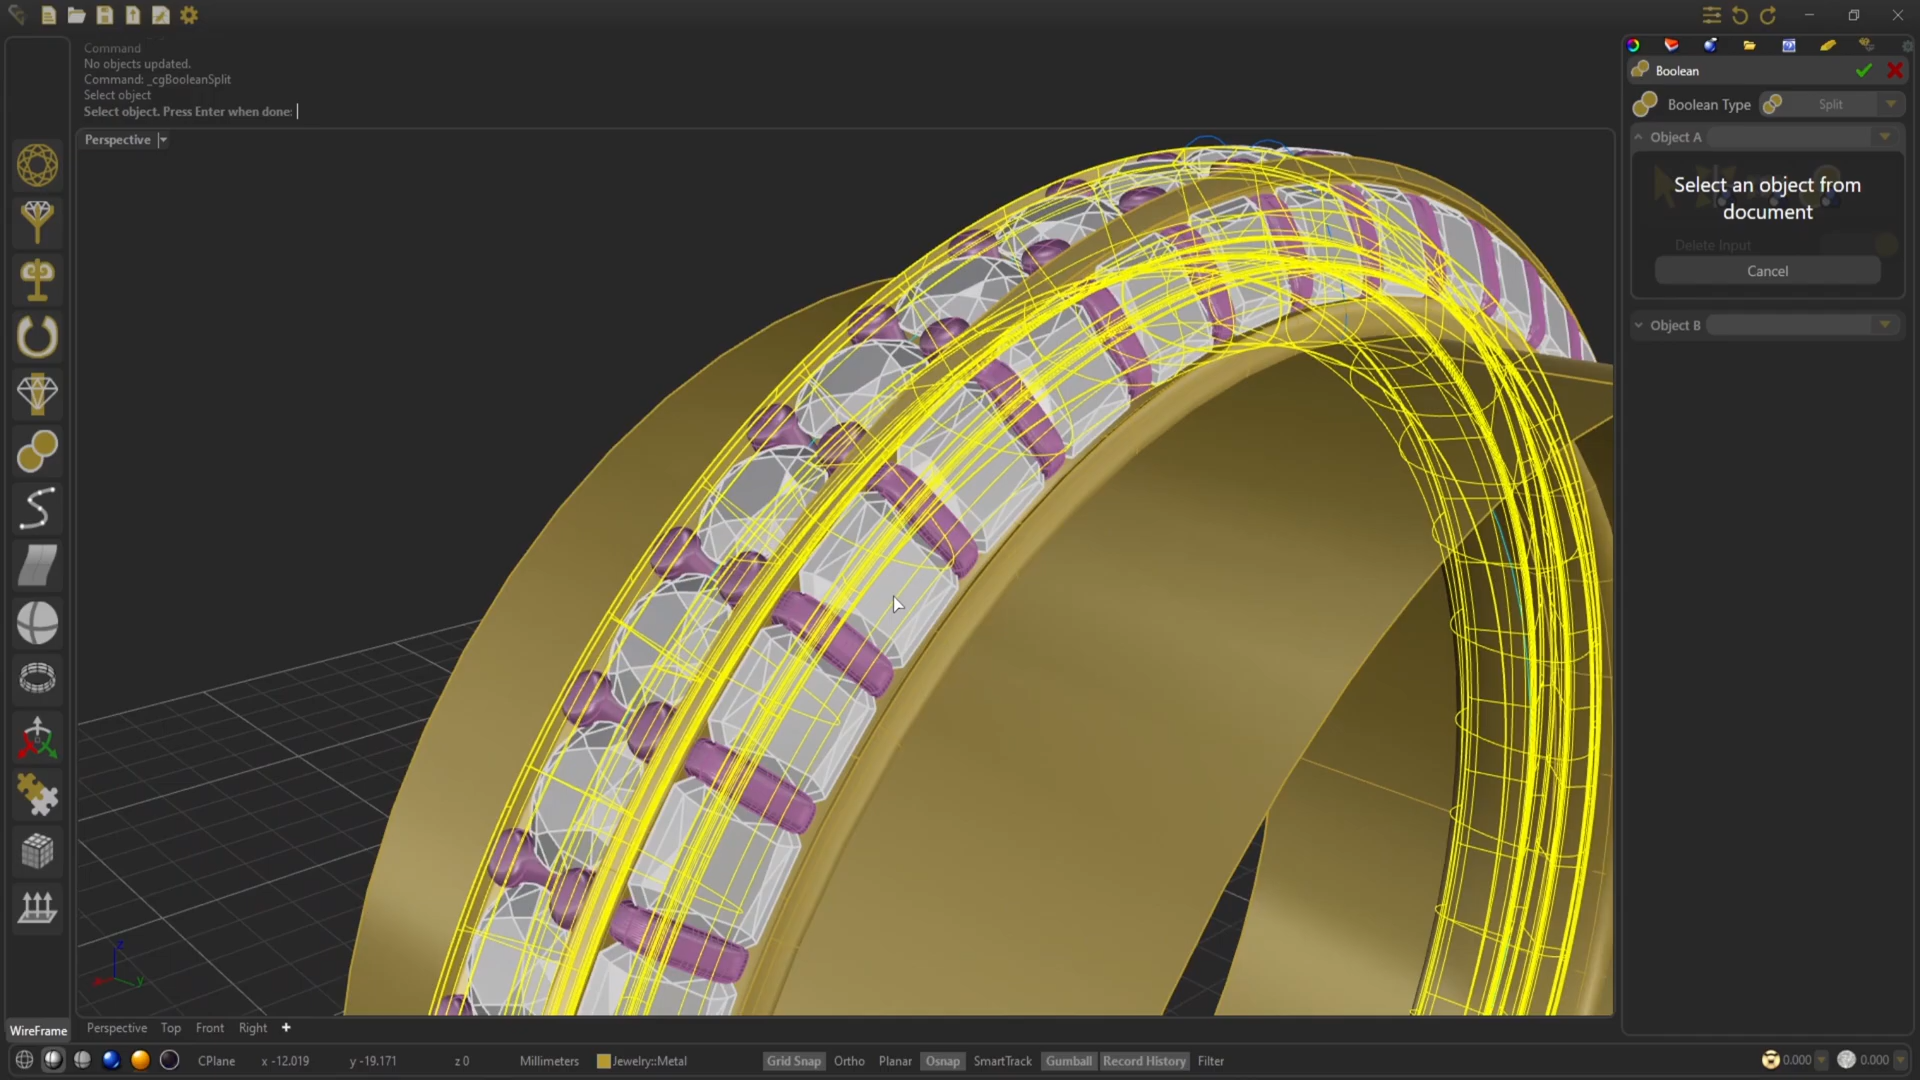 Command
No objects updated.
Command: _cgBooleanSplit
Select object
Select object. Press Enter when done:
Perspective
Boolean
Boolean Type
Split
Object A
Select an object from
document
Delete Input
Cancel
Object B
z
y
WireFrame
Perspective
Top
Front
Right
CPlane
x -12.019
y -19.171
z 0
Millimeters
Jewelry::Metal
Grid Snap
Ortho
Planar
Osnap
SmartTrack
Gumball
Record History
Filter
0.000
0.000